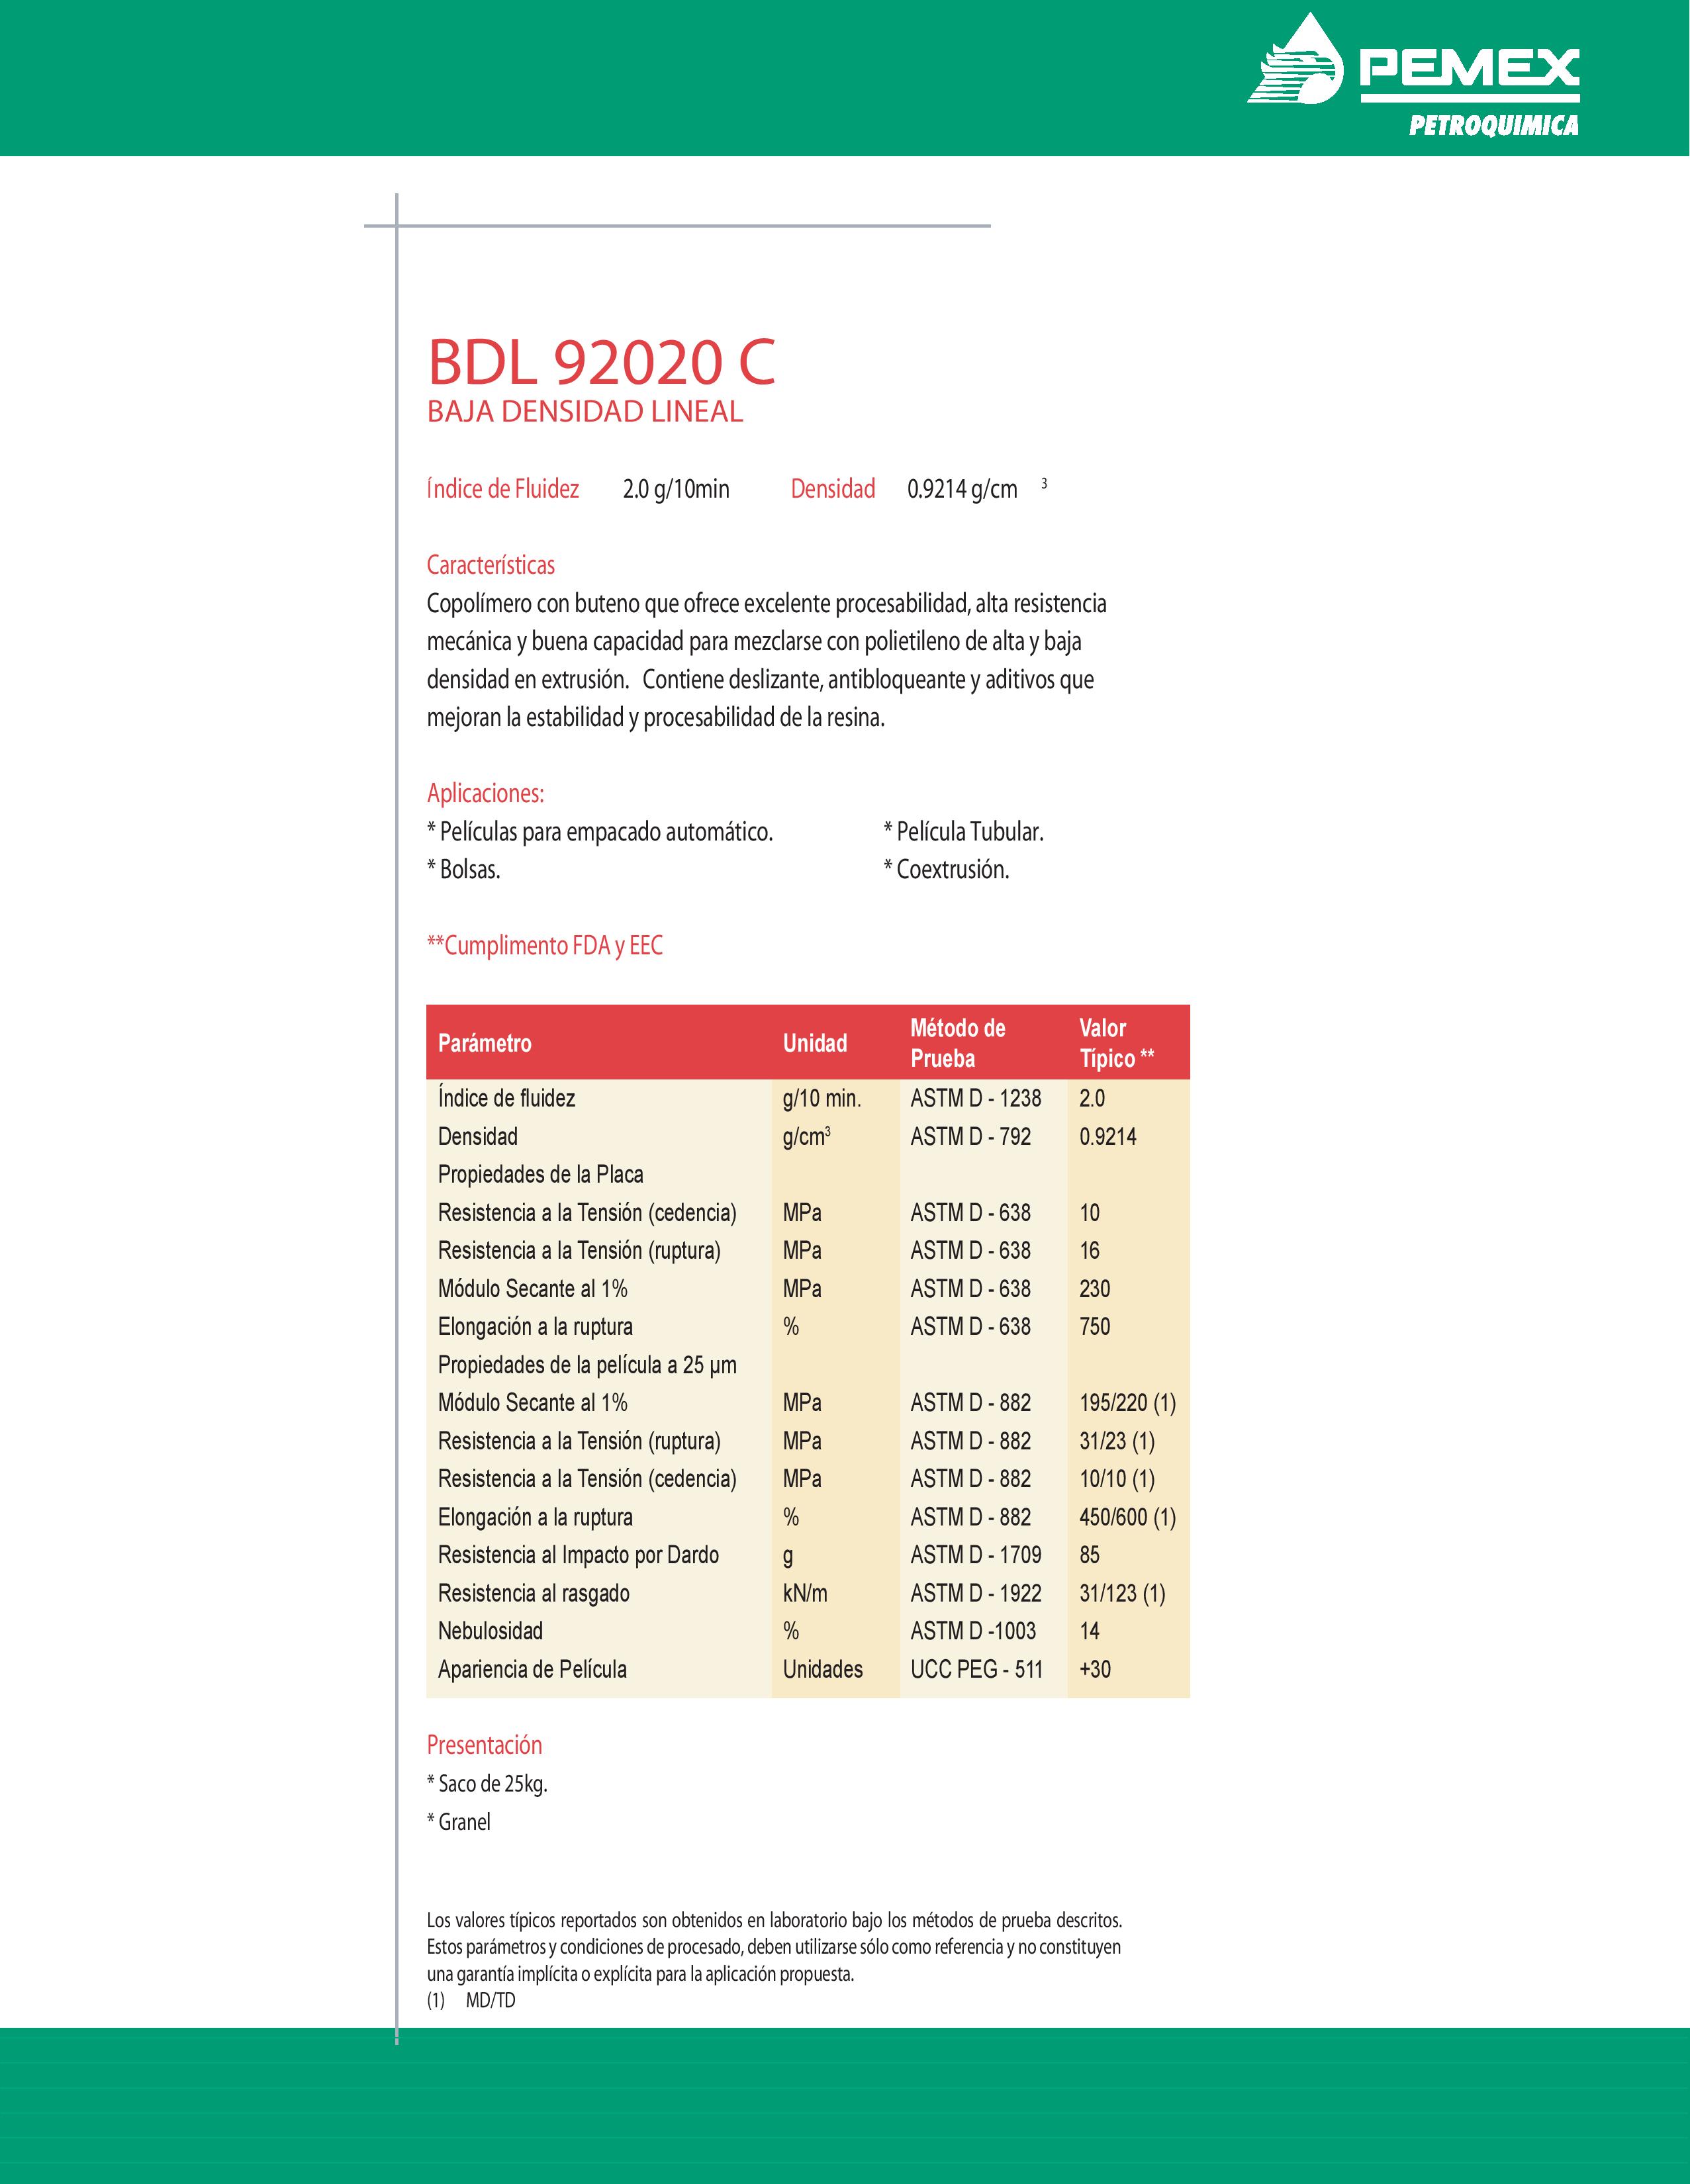 PEMEX
PETROQUIMICA
BDL 92020 C
BAJA DENSIDAD LINEAL
Índice de Fluidez 2.0 g/10min Densidad 0.9214 g/cm 3
Características
Copolímero con buteno que ofrece excelente procesabilidad, alta resistencia
mecánica y buena capacidad para mezclarse con polietileno de alta y baja
densidad en extrusión. Contiene deslizante, antibloqueante y aditivos que
mejoran la estabilidad y procesabilidad de la resina.
Aplicaciones:
* Películas para empacado automático. * Película Tubular.
* Bolsas. * Coextrusión.
**Cumplimento FDA y EEC
Parámetro Unidad Método de Prueba Valor Típico **
Índice de fluidez g/10 min. ASTM D - 1238 2.0
Densidad g/cm³ ASTM D - 792 0.9214
Propiedades de la Placa
Resistencia a la Tensión (cedencia) MPa ASTM D - 638 10
Resistencia a la Tensión (ruptura) MPa ASTM D - 638 16
Módulo Secante al 1% MPa ASTM D - 638 230
Elongación a la ruptura % ASTM D - 638 750
Propiedades de la película a 25 µm
Módulo Secante al 1% MPa ASTM D - 882 195/220 (1)
Resistencia a la Tensión (ruptura) MPa ASTM D - 882 31/23 (1)
Resistencia a la Tensión (cedencia) MPa ASTM D - 882 10/10 (1)
Elongación a la ruptura % ASTM D - 882 450/600 (1)
Resistencia al Impacto por Dardo g ASTM D - 1709 85
Resistencia al rasgado kN/m ASTM D - 1922 31/123 (1)
Nebulosidad % ASTM D -1003 14
Apariencia de Película Unidades UCC PEG - 511 +30
Presentación
* Saco de 25kg.
* Granel
Los valores típicos reportados son obtenidos en laboratorio bajo los métodos de prueba descritos.
Estos parámetros y condiciones de procesado, deben utilizarse sólo como referencia y no constituyen
una garantía implícita o explícita para la aplicación propuesta.
(1) MD/TD